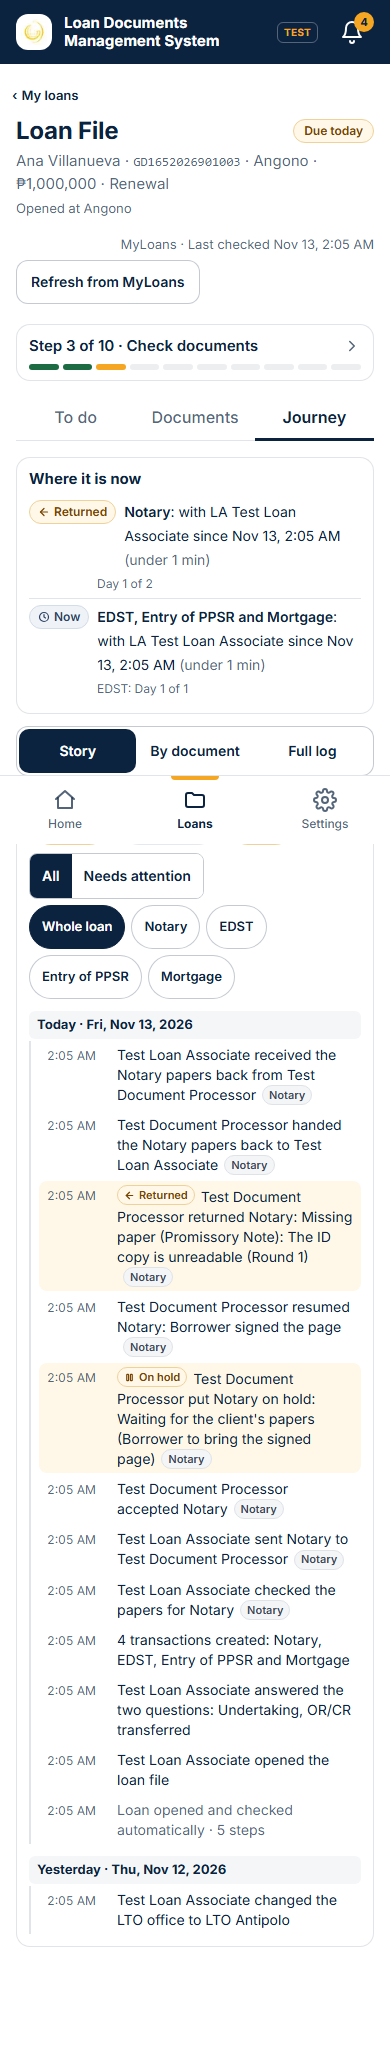 Loan Documents
Management System
TEST
4
‹ My loans
Loan File
Due today
Ana Villanueva · GD1652026901003 · Angono ·
₱1,000,000 · Renewal
Opened at Angono
MyLoans · Last checked Nov 13, 2:05 AM
Refresh from MyLoans
Step 3 of 10 · Check documents
To do
Documents
Journey
Where it is now
← Returned
Notary: with LA Test Loan
Associate since Nov 13, 2:05 AM
(under 1 min)
Day 1 of 2
Now
EDST, Entry of PPSR and Mortgage:
with LA Test Loan Associate since Nov
13, 2:05 AM (under 1 min)
EDST: Day 1 of 1
Story
By document
Full log
Home
Loans
Settings
All
Needs attention
Whole loan
Notary
EDST
Entry of PPSR
Mortgage
Today · Fri, Nov 13, 2026
2:05 AM
Test Loan Associate received the
Notary papers back from Test
Document Processor Notary
2:05 AM
Test Document Processor handed
the Notary papers back to Test
Loan Associate Notary
2:05 AM
← Returned Test Document
Processor returned Notary: Missing
paper (Promissory Note): The ID
copy is unreadable (Round 1)
Notary
2:05 AM
Test Document Processor resumed
Notary: Borrower signed the page
Notary
2:05 AM
On hold Test Document
Processor put Notary on hold:
Waiting for the client's papers
(Borrower to bring the signed
page) Notary
2:05 AM
Test Document Processor
accepted Notary Notary
2:05 AM
Test Loan Associate sent Notary to
Test Document Processor Notary
2:05 AM
Test Loan Associate checked the
papers for Notary Notary
2:05 AM
4 transactions created: Notary,
EDST, Entry of PPSR and Mortgage
2:05 AM
Test Loan Associate answered the
two questions: Undertaking, OR/CR
transferred
2:05 AM
Test Loan Associate opened the
loan file
2:05 AM
Loan opened and checked
automatically · 5 steps
Yesterday · Thu, Nov 12, 2026
2:05 AM
Test Loan Associate changed the
LTO office to LTO Antipolo